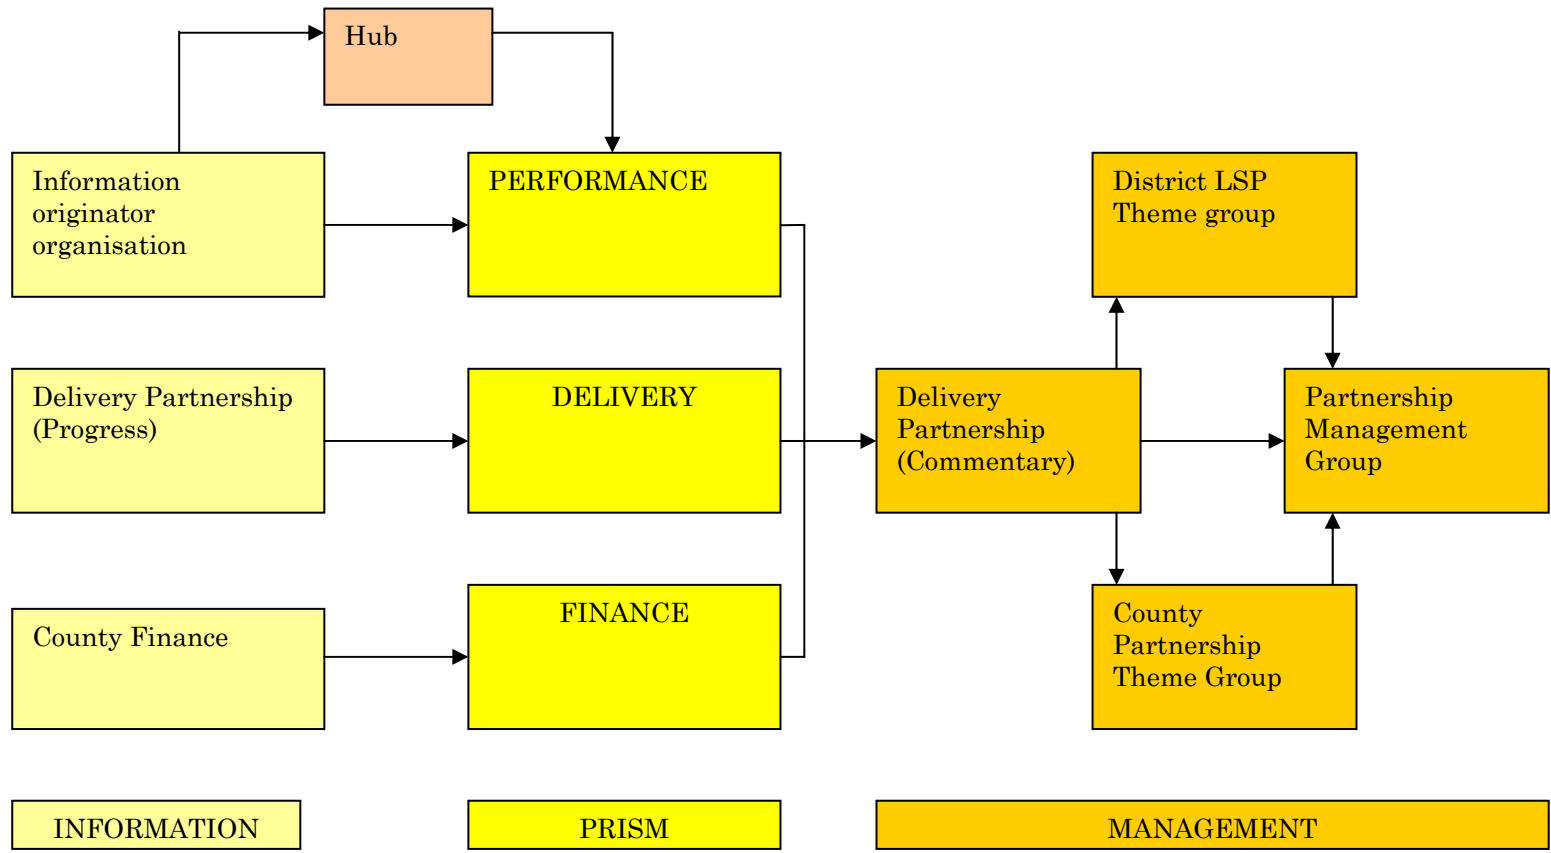 Hub
Information
originator
organisation
PERFORMANCE
District LSP
Theme group
Delivery Partnership
(Progress)
DELIVERY
Delivery
Partnership
(Commentary)
Partnership
Management
Group
County Finance
FINANCE
County
Partnership
Theme Group
INFORMATION
PRISM
MANAGEMENT